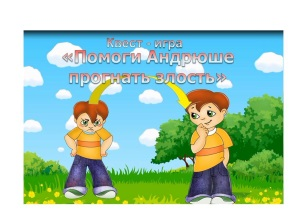 Квест - игра
«Помоги Андрюше
прогнать злость»